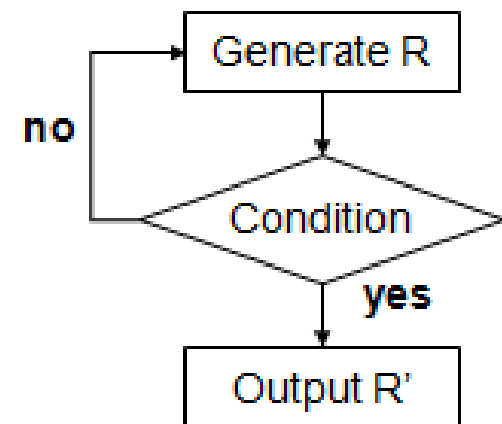 Generate R
no
Condition
yes
Output R'